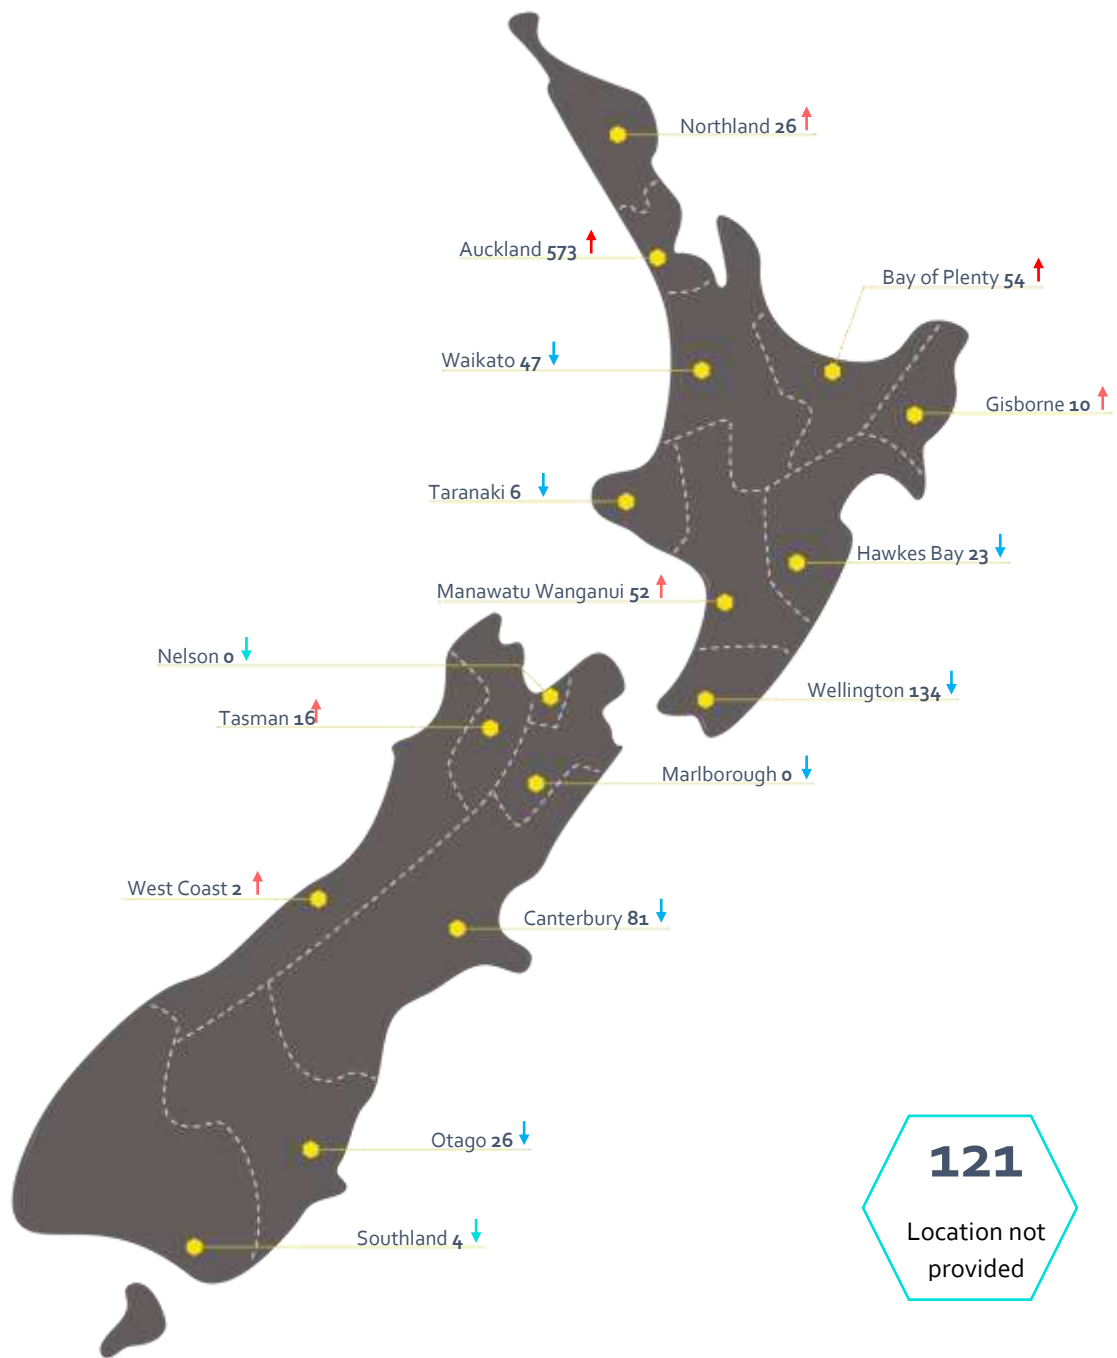 Northland 26
Auckland 573
Bay of Plenty 54
Waikato 47
Gisborne 10
Taranaki 6
Hawkes Bay 23
Manawatu Wanganui 52
Nelson 0
Wellington 134
Tasman 16
Marlborough 0
West Coast 2
Canterbury 81
Otago 26
121
Location not
provided
Southland 4